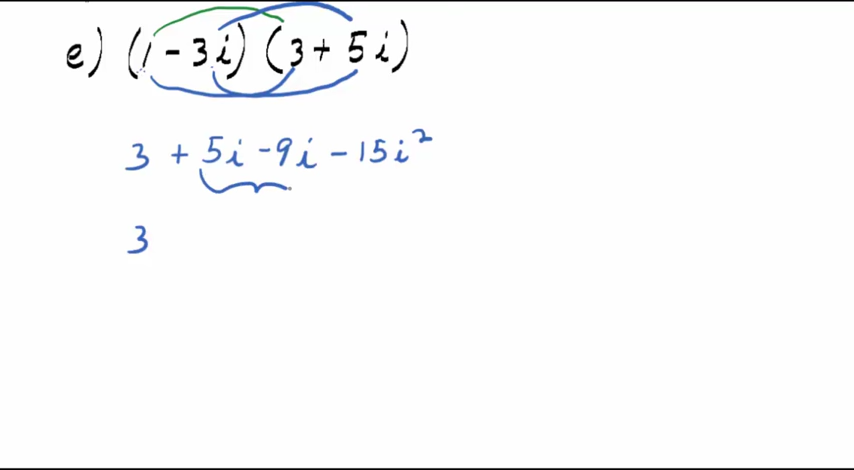 e) (1 - 3i) (3 + 5i)
3 + 5i - 9i - 15i²
3